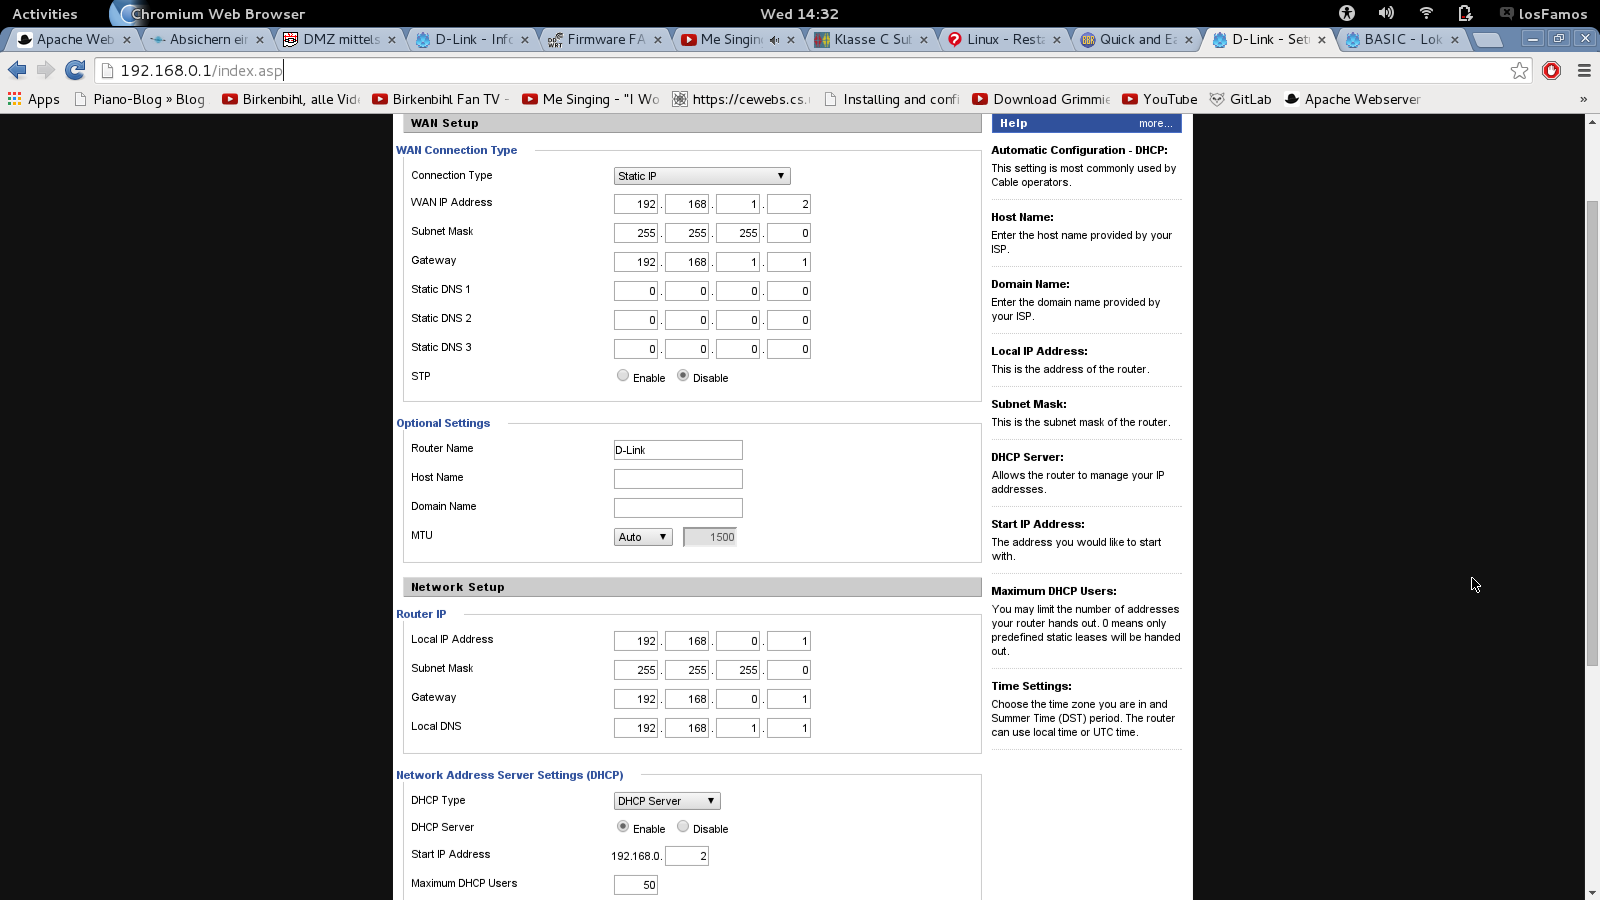 Activities Chromium Web Browser Wed 14:32 losFamos
Apache Web Absichern ein DMZ mittels D-Link - Inf Firmware FA Me Singin Klasse C Sub Linux - Rest Quick and Ea D-Link - Set BASIC - Lok
192.168.0.1/index.asp
Apps Piano-Blog » Blog Birkenbihl, alle Vid Birkenbihl Fan TV - Me Singing - "I Wo https://cewebs.cs. Installing and confi Download Grimmie YouTube GitLab Apache Webserver »
WAN Setup
WAN Connection Type
Connection Type Static IP
WAN IP Address 192 . 168 . 1 . 2
Subnet Mask 255 . 255 . 255 . 0
Gateway 192 . 168 . 1 . 1
Static DNS 1 0 . 0 . 0 . 0
Static DNS 2 0 . 0 . 0 . 0
Static DNS 3 0 . 0 . 0 . 0
STP Enable Disable
Optional Settings
Router Name D-Link
Host Name
Domain Name
MTU Auto 1500
Network Setup
Router IP
Local IP Address 192 . 168 . 0 . 1
Subnet Mask 255 . 255 . 255 . 0
Gateway 192 . 168 . 0 . 1
Local DNS 192 . 168 . 1 . 1
Network Address Server Settings (DHCP)
DHCP Type DHCP Server
DHCP Server Enable Disable
Start IP Address 192.168.0. 2
Maximum DHCP Users 50
Help more...
Automatic Configuration - DHCP:
This setting is most commonly used by
Cable operators.
Host Name:
Enter the host name provided by your
ISP.
Domain Name:
Enter the domain name provided by
your ISP.
Local IP Address:
This is the address of the router.
Subnet Mask:
This is the subnet mask of the router.
DHCP Server:
Allows the router to manage your IP
addresses.
Start IP Address:
The address you would like to start
with.
Maximum DHCP Users:
You may limit the number of addresses
your router hands out. 0 means only
predefined static leases will be handed
out.
Time Settings:
Choose the time zone you are in and
Summer Time (DST) period. The router
can use local time or UTC time.